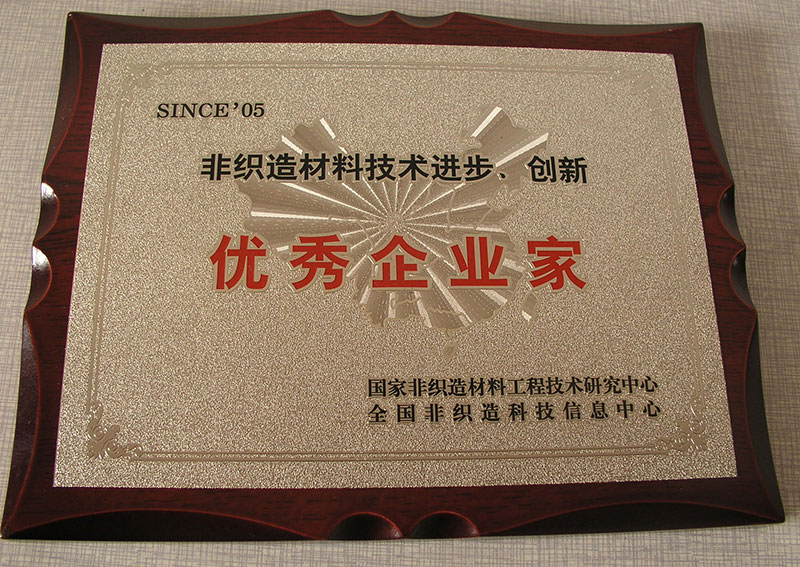 SINCE'05
非织造材料技术进步、创新
优秀企业家
国家非织造材料工程技术研究中心
全国非织造科技信息中心